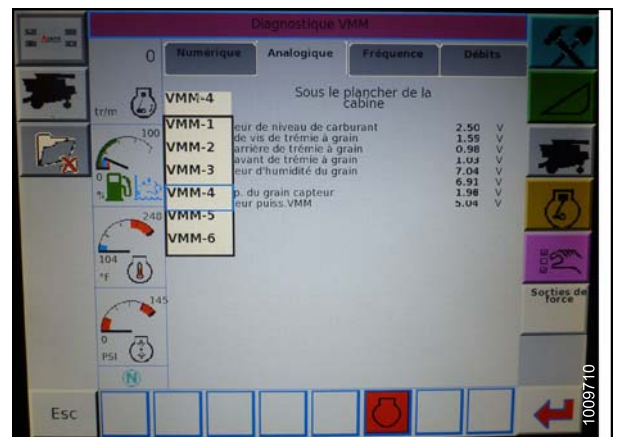 Diagnostique VMM
0
Numérique
Analogique
Fréquence
Débits
tr/m
VMM-4
Sous le plancher de la
cabine
VMM-1
VMM-2
VMM-3
VMM-4
VMM-5
VMM-6
eur de niveau de carburant 2.50 V
de vis de trémie à grain 1.59 V
arrière de trémie à grain 0.98 V
avant de trémie à grain 1.03 V
eur d'humidité du grain 7.04 V
6.91 V
p. du grain capteur 1.98 V
eur puiss.VMM 5.04 V
100
0
%
248
104
°F
145
0
PSI
N
Sorties de
force
Esc
1009710